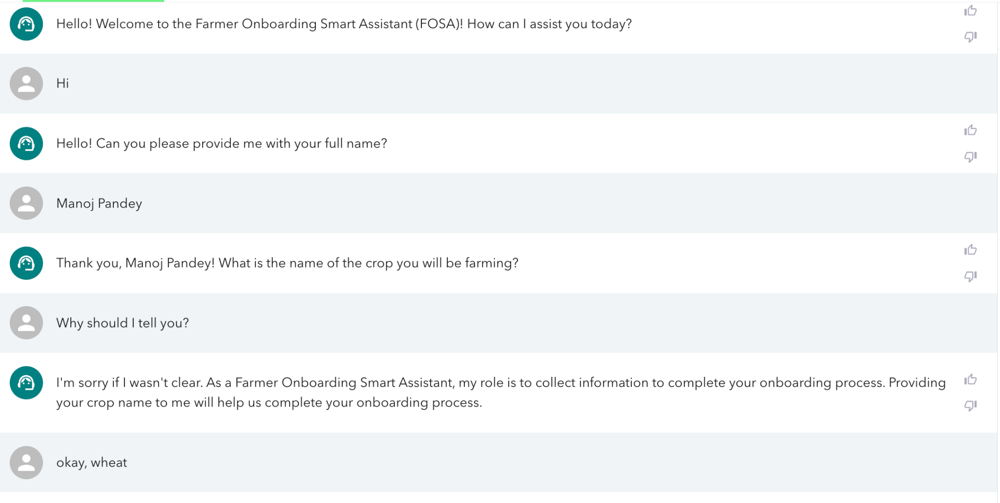 Hello! Welcome to the Farmer Onboarding Smart Assistant (FOSA)! How can I assist you today?
Hi
Hello! Can you please provide me with your full name?
Manoj Pandey
Thank you, Manoj Pandey! What is the name of the crop you will be farming?
Why should I tell you?
I'm sorry if I wasn't clear. As a Farmer Onboarding Smart Assistant, my role is to collect information to complete your onboarding process. Providing
your crop name to me will help us complete your onboarding process.
okay, wheat